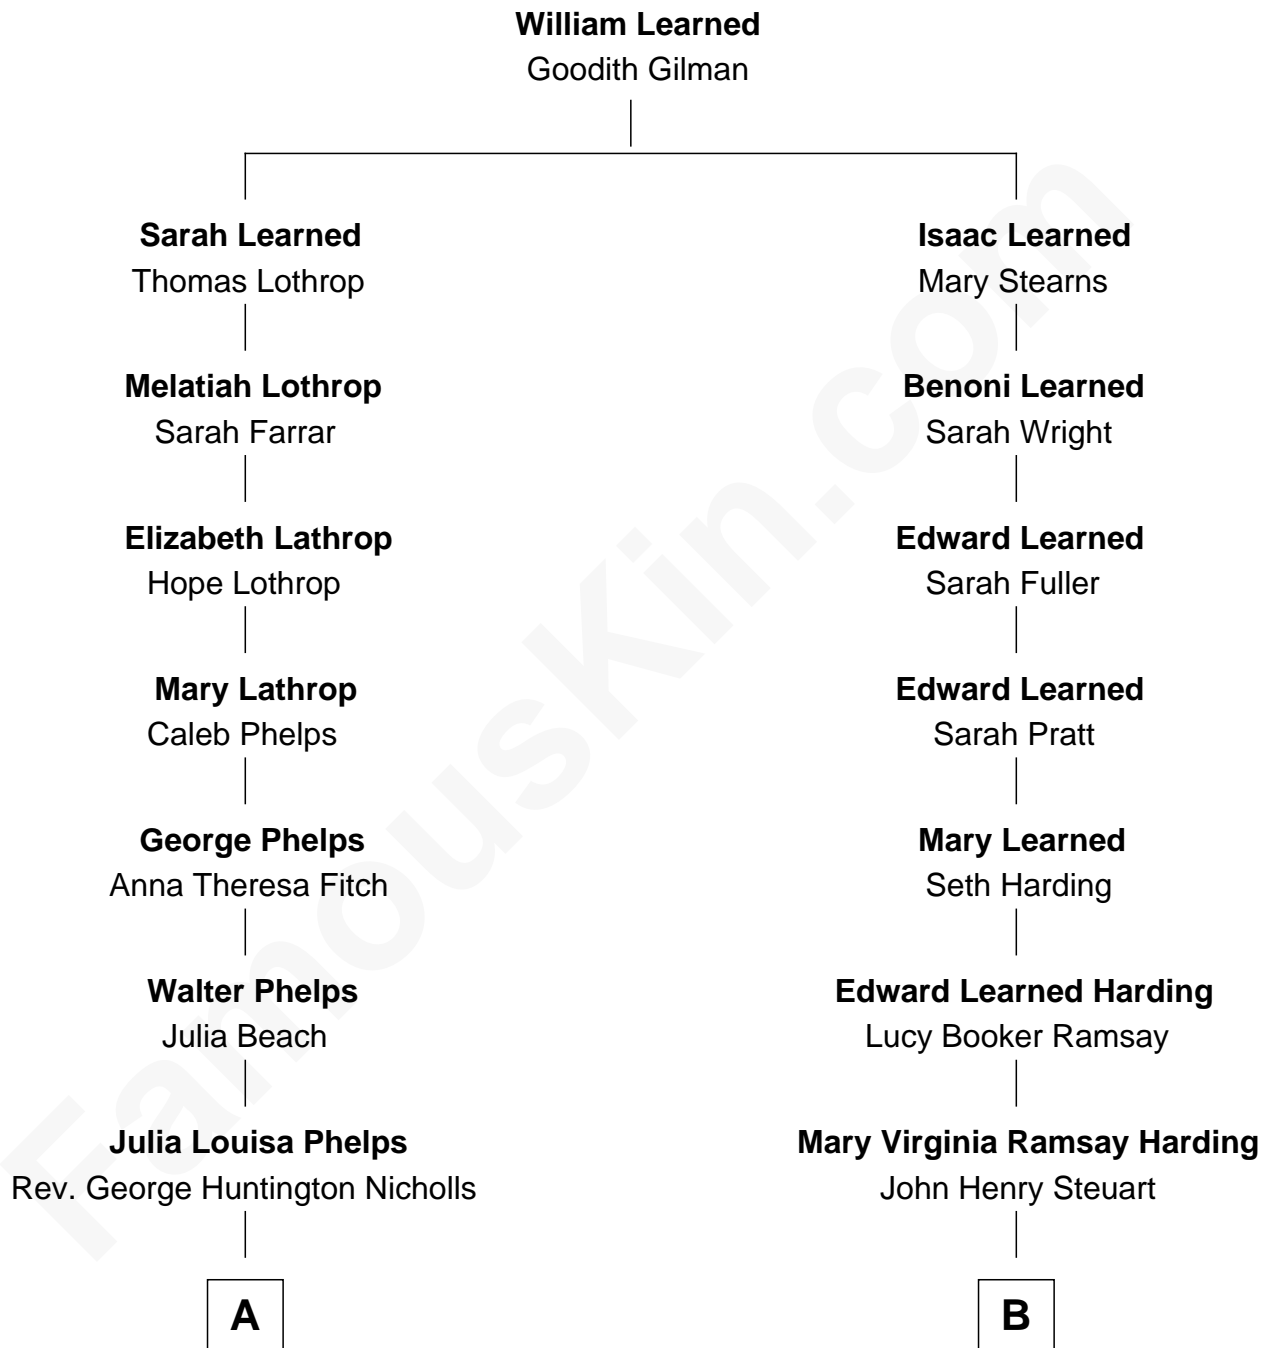 William Learned
Goodith Gilman
Sarah Learned
Thomas Lothrop
Isaac Learned
Mary Stearns
Melatiah Lothrop
Sarah Farrar
Benoni Learned
Sarah Wright
Elizabeth Lathrop
Hope Lothrop
Edward Learned
Sarah Fuller
Mary Lathrop
Caleb Phelps
Edward Learned
Sarah Pratt
George Phelps
Anna Theresa Fitch
Mary Learned
Seth Harding
Walter Phelps
Julia Beach
Edward Learned Harding
Lucy Booker Ramsay
Julia Louisa Phelps
Rev. George Huntington Nicholls
Mary Virginia Ramsay Harding
John Henry Steuart
A
B
FamousKin.com